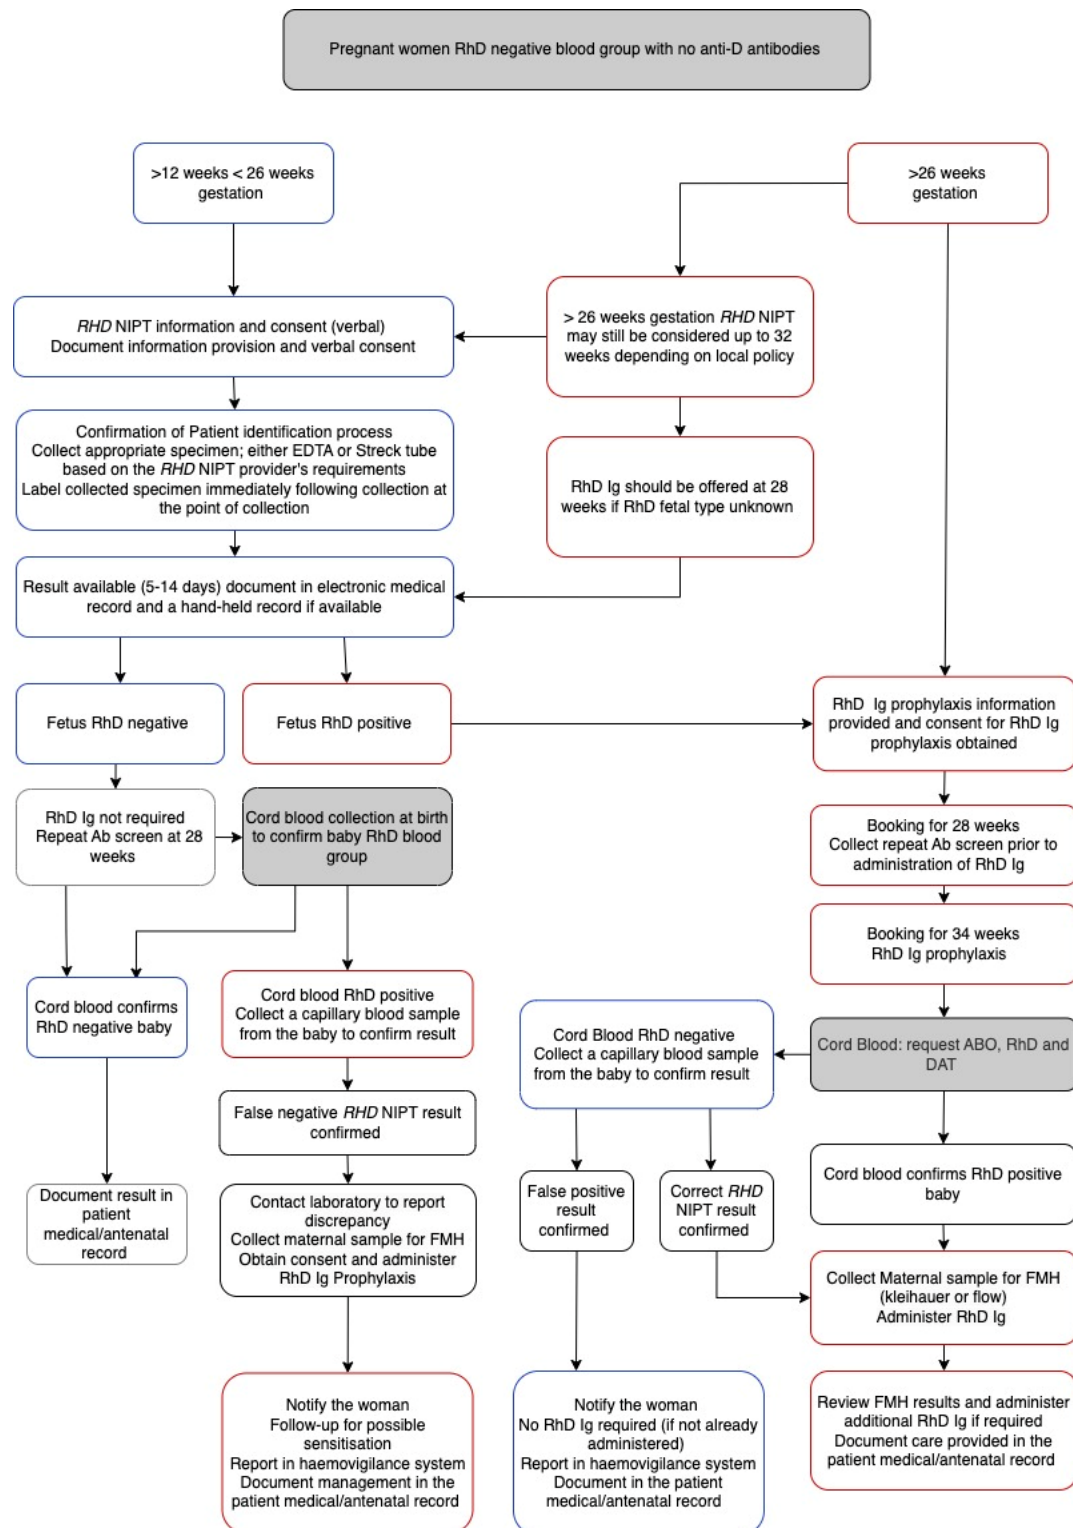 Pregnant women RhD negative blood group with no anti-D antibodies
>12 weeks < 26 weeks
gestation
>26 weeks
gestation
RHD NIPT information and consent (verbal)
Document information provision and verbal consent
> 26 weeks gestation RHD NIPT
may still be considered up to 32
weeks depending on local policy
Confirmation of Patient identification process
Collect appropriate specimen; either EDTA or Streck tube
based on the RHD NIPT provider's requirements
Label collected specimen immediately following collection at
the point of collection
RhD Ig should be offered at 28
weeks if RhD fetal type unknown
Result available (5-14 days) document in electronic medical
record and a hand-held record if available
Fetus RhD negative
Fetus RhD positive
RhD Ig prophylaxis information
provided and consent for RhD Ig
prophylaxis obtained
RhD Ig not required
Repeat Ab screen at 28
weeks
Cord blood collection at birth
to confirm baby RhD blood
group
Booking for 28 weeks
Collect repeat Ab screen prior to
administration of RhD Ig
Booking for 34 weeks
RhD Ig prophylaxis
Cord blood confirms
RhD negative baby
Cord blood RhD positive
Collect a capillary blood sample
from the baby to confirm result
Cord Blood RhD negative
Collect a capillary blood sample
from the baby to confirm result
Cord Blood: request ABO, RhD and
DAT
False negative RHD NIPT result
confirmed
Document result in
patient
medical/antenatal
record
Contact laboratory to report
discrepancy
Collect maternal sample for FMH
Obtain consent and administer
RhD Ig Prophylaxis
False positive
result
confirmed
Correct RHD
NIPT result
confirmed
Cord blood confirms RhD positive
baby
Collect Maternal sample for FMH
(kleihauer or flow)
Administer RhD Ig
Notify the woman
Follow-up for possible
sensitisation
Report in haemovigilance system
Document management in the
patient medical/antenatal record
Notify the woman
No RhD Ig required (if not already
administered)
Report in haemovigilance system
Document in the patient
medical/antenatal record
Review FMH results and administer
additional RhD Ig if required
Document care provided in the
patient medical/antenatal record